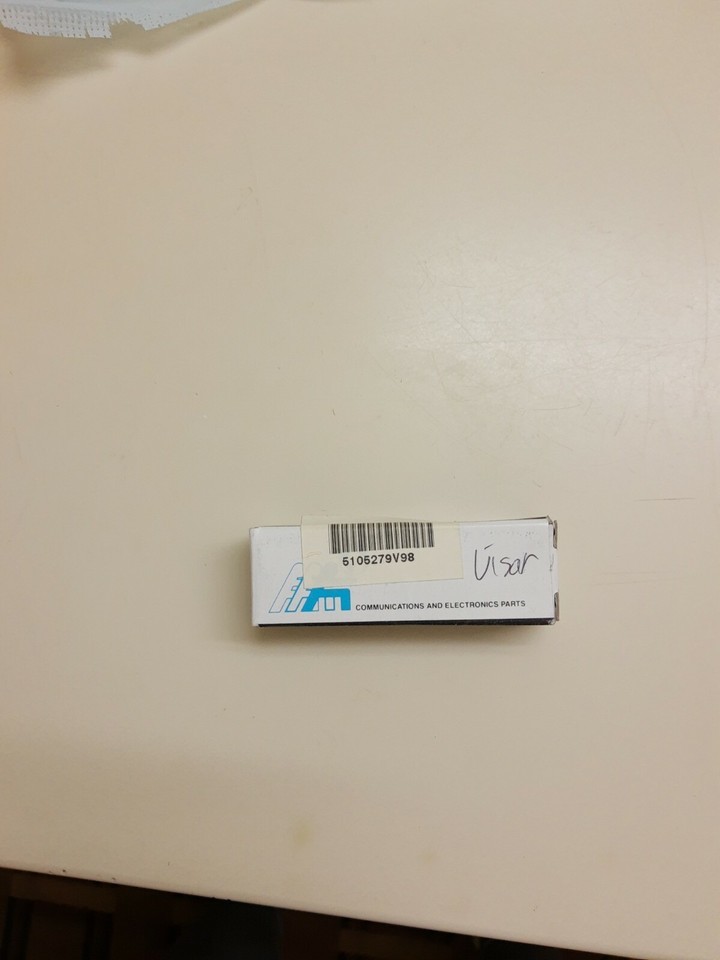 5105279V98
Visar
COMMUNICATIONS AND ELECTRONICS PARTS